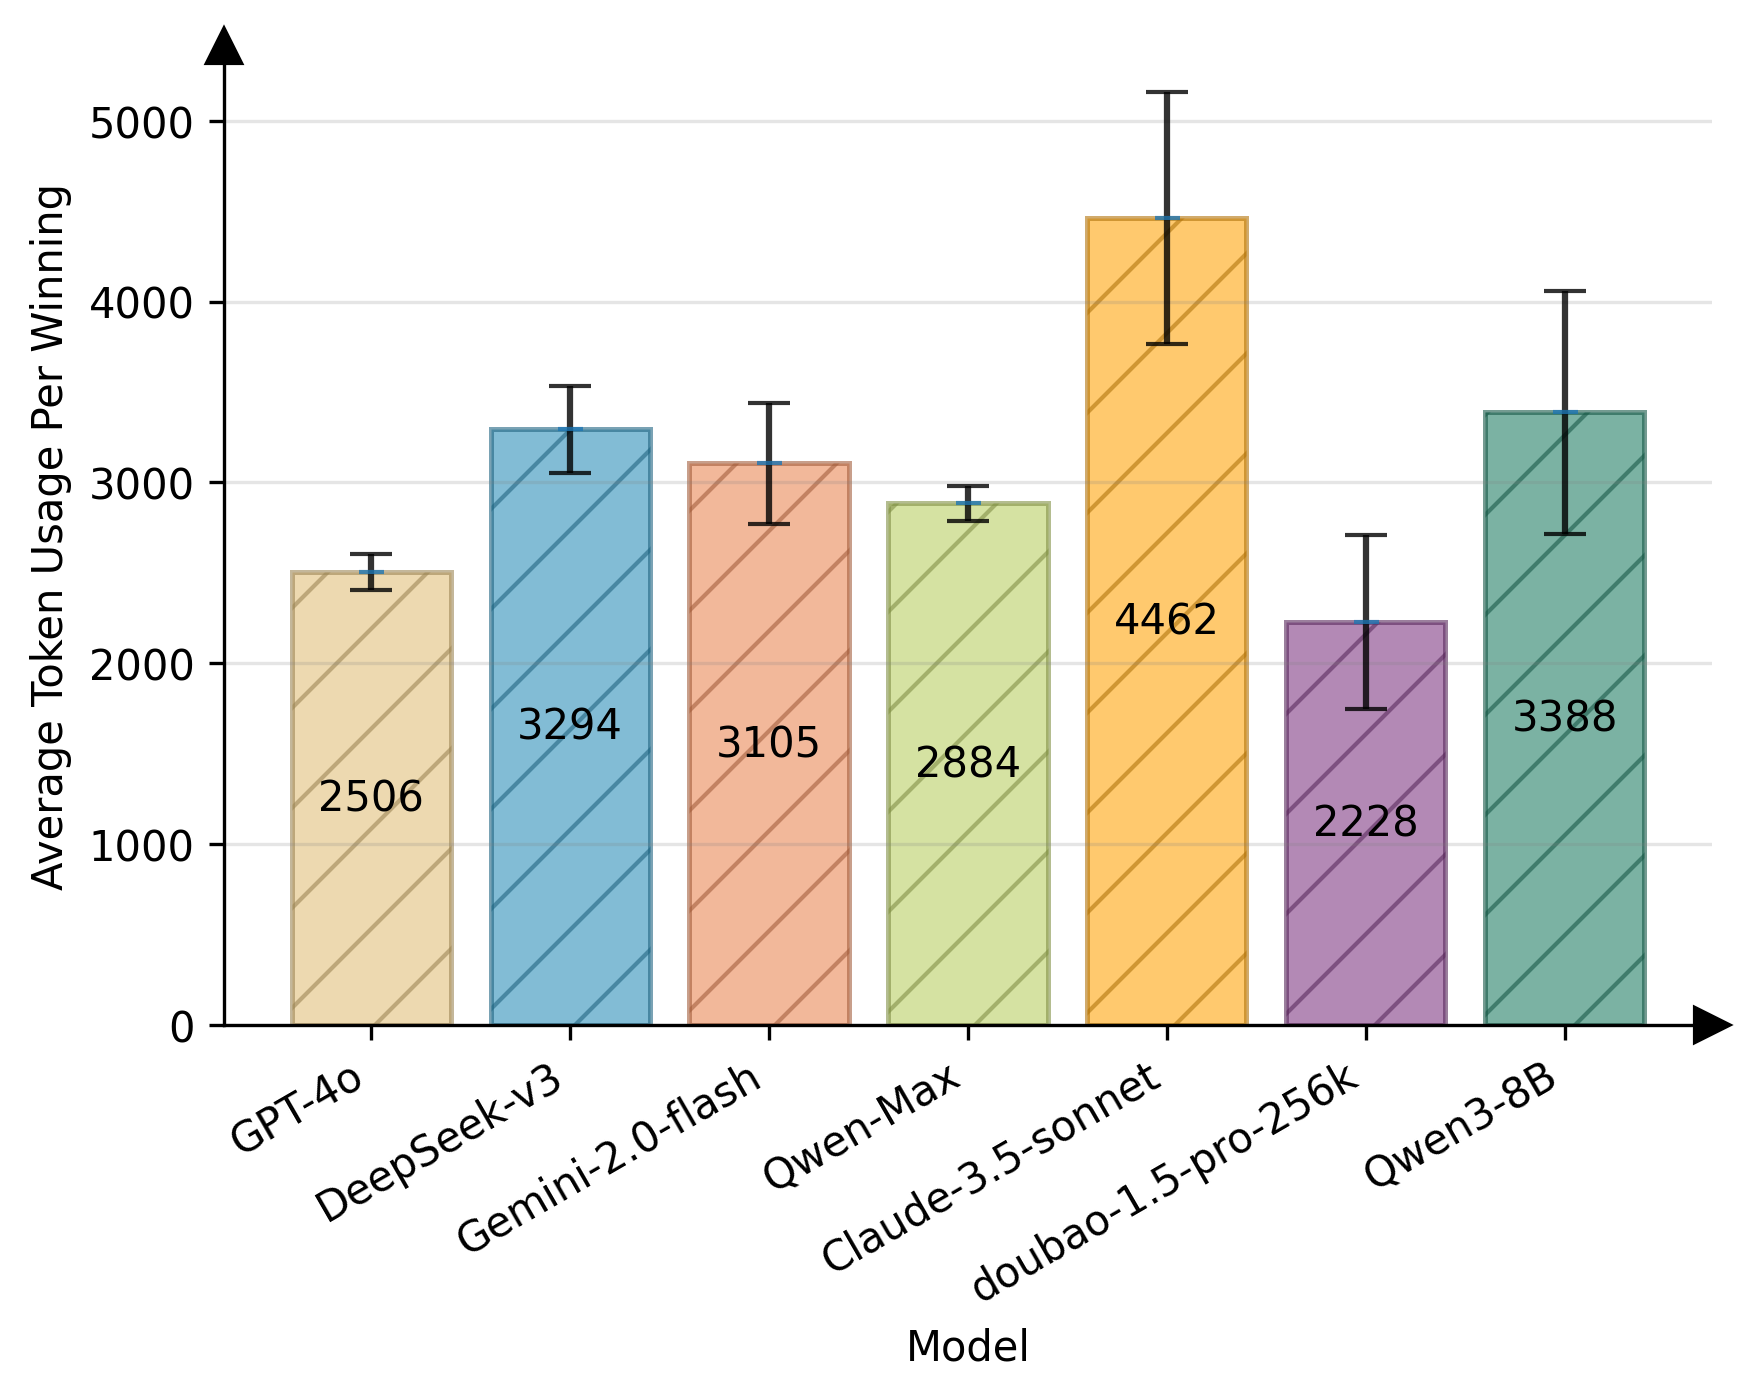 Average Token Usage Per Winning
5000
4000
3000
2000
1000
0
2506
3294
3105
2884
4462
2228
3388
GPT-4o
DeepSeek-v3
Gemini-2.0-flash
Qwen-Max
Claude-3.5-sonnet
doubao-1.5-pro-256k
Qwen3-8B
Model